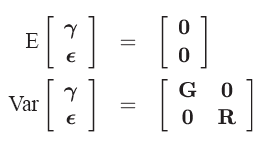 E [ γ ϵ ] = [ 0 0 ]
Var [ γ ϵ ] = [ G 0 0 R ]